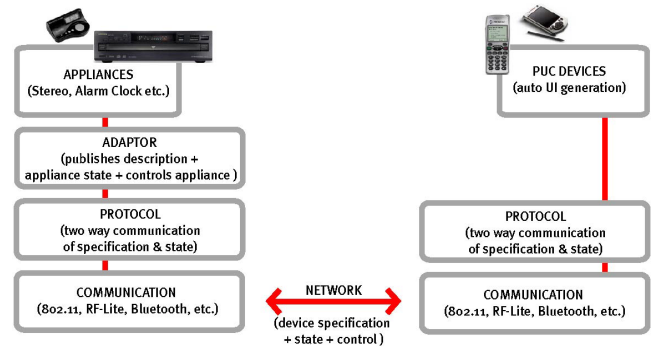 APPLIANCES
(Stereo, Alarm Clock etc.)
ADAPTOR
(publishes description +
appliance state + controls appliance )
PROTOCOL
(two way communication
of specification & state)
COMMUNICATION
(802.11, RF-Lite, Bluetooth, etc.)
NETWORK
(device specification
+ state + control )
PUC DEVICES
(auto UI generation)
PROTOCOL
(two way communication
of specification & state)
COMMUNICATION
(802.11, RF-Lite, Bluetooth, etc.)